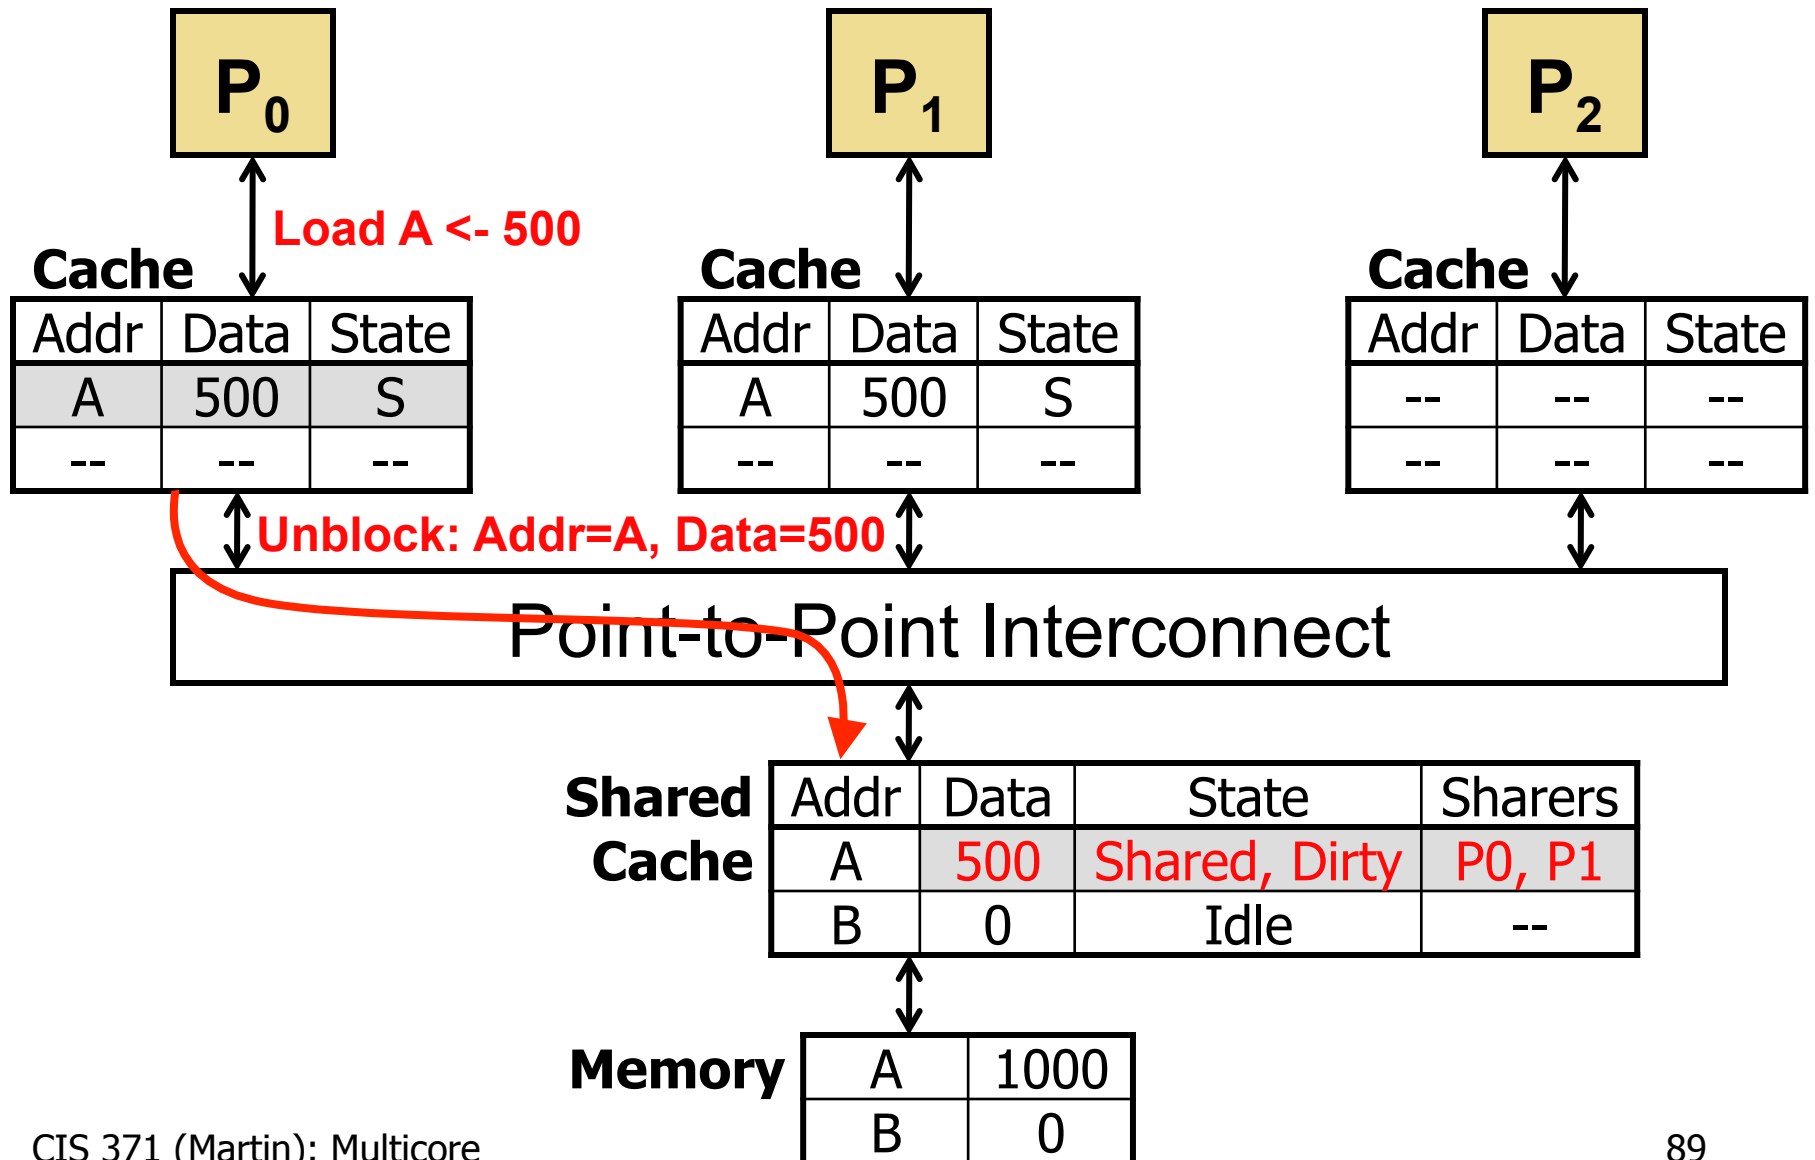 P0 P1 P2
Load A <- 500
Cache Cache Cache
Addr Data State Addr Data State Addr Data State
A 500 S A 500 S -- -- --
-- -- -- -- -- -- -- -- --
Unblock: Addr=A, Data=500
Point-to-Point Interconnect
Shared Addr Data State Sharers
Cache A 500 Shared, Dirty P0, P1
B 0 Idle --
Memory A 1000
B 0
CIS 371 (Martin): Multicore 89